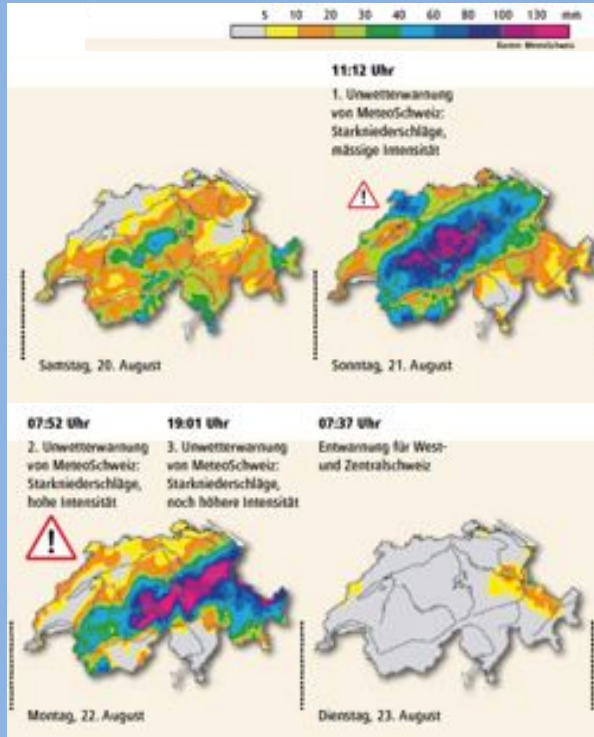 5 10 20 30 40 60 80 100 130 mm
Daten: MeteoSchweiz
11:12 Uhr
1. Unwetterwarnung
von MeteoSchweiz:
Starkniederschläge,
mässige Intensität
Samstag, 20. August
Sonntag, 21. August
07:52 Uhr
2. Unwetterwarnung
von MeteoSchweiz:
Starkniederschläge,
hohe Intensität
19:01 Uhr
3. Unwetterwarnung
von MeteoSchweiz:
Starkniederschläge,
noch höhere Intensität
07:37 Uhr
Entwarnung für West-
und Zentralschweiz
Montag, 22. August
Dienstag, 23. August